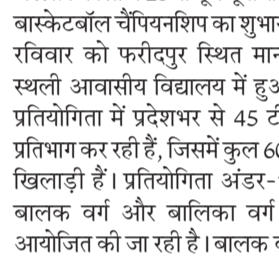 बास्केटबॉल चैंपियनशिप का शुभा
रविवार को फरीदपुर स्थित मान
स्थली आवासीय विद्यालय में हुअ
प्रतियोगिता में प्रदेशभर से 45 टी
प्रतिभाग कर रही हैं, जिसमें कुल 60
खिलाड़ी हैं। प्रतियोगिता अंडर-
बालक वर्ग और बालिका वर्ग
आयोजित की जा रही है। बालक व